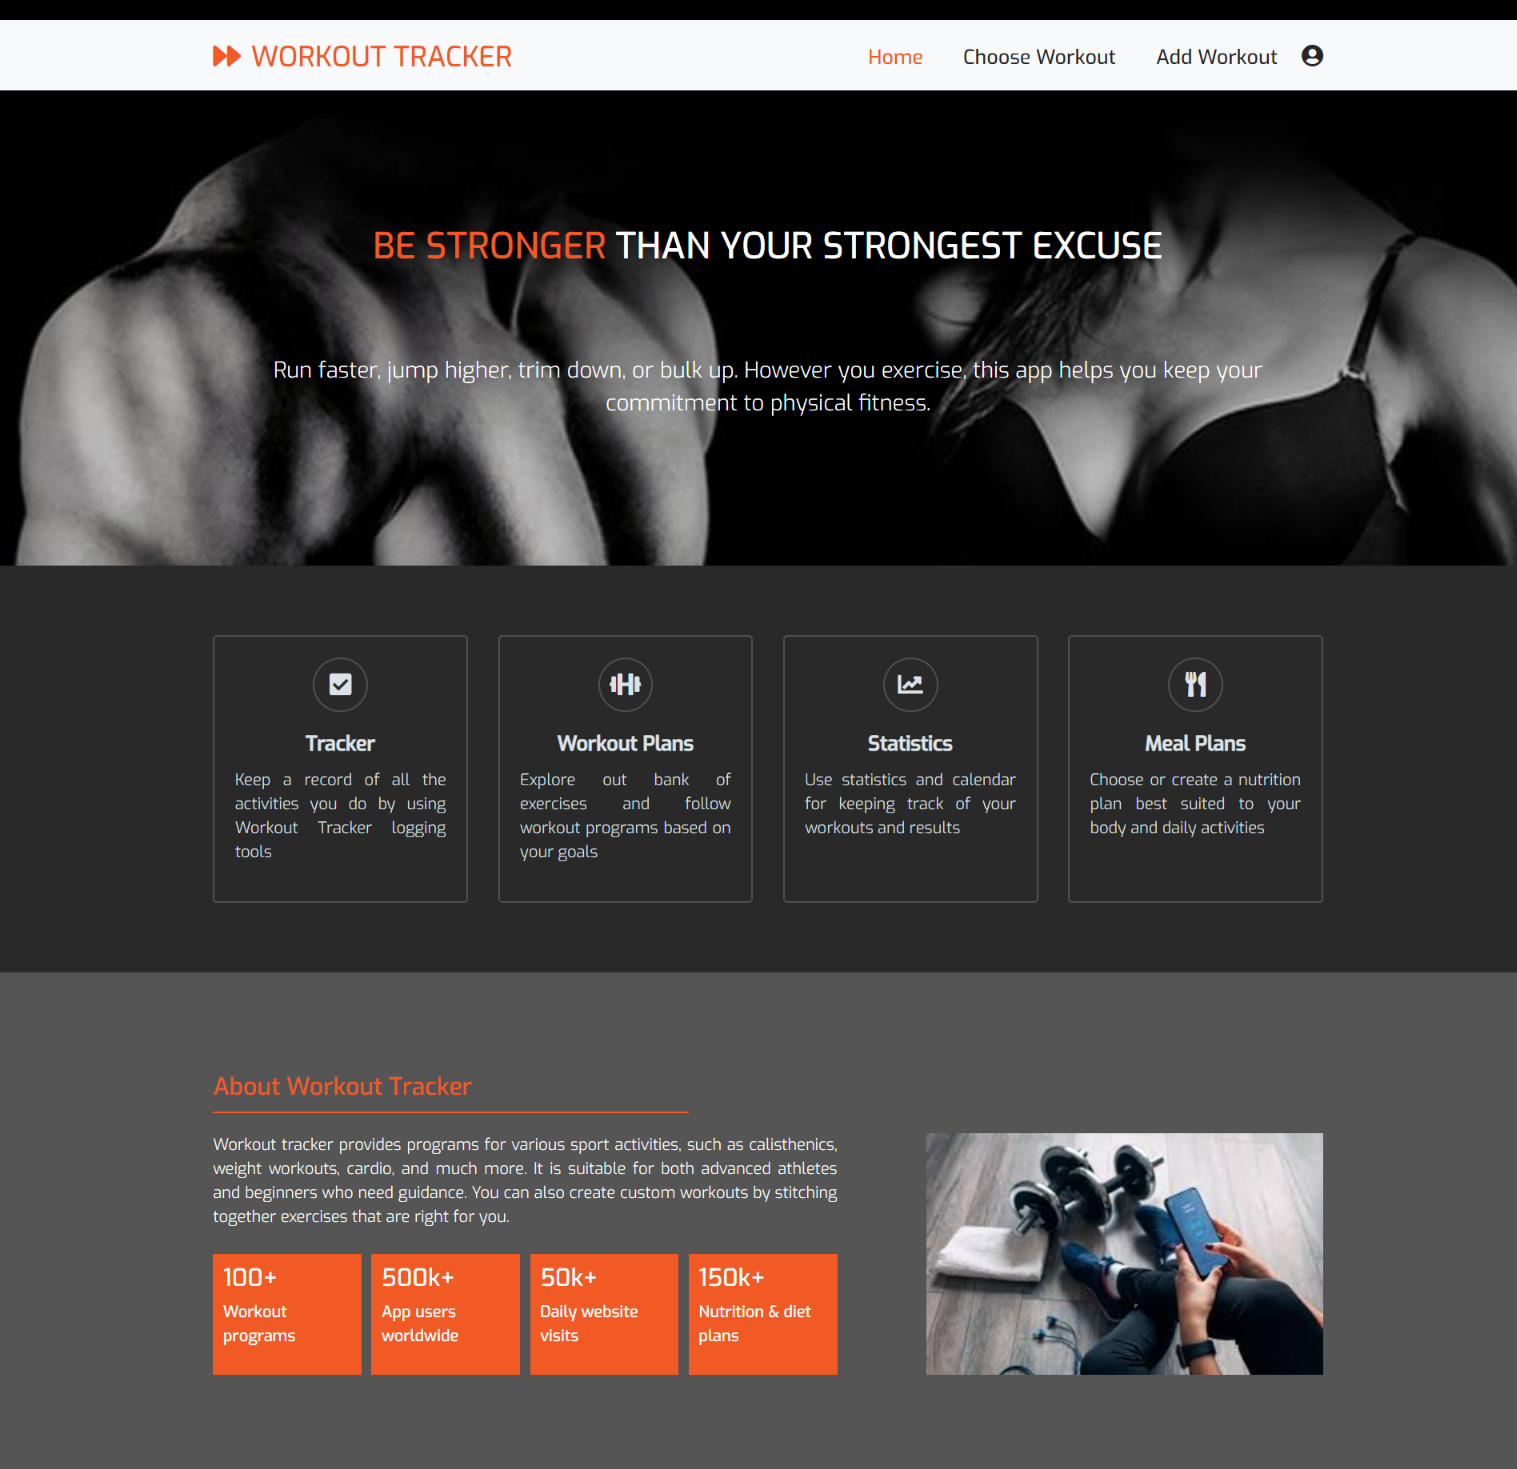 WORKOUT TRACKER
Home
Choose Workout
Add Workout
BE STRONGER THAN YOUR STRONGEST EXCUSE
Run faster, jump higher, trim down, or bulk up. However you exercise, this app helps you keep your
commitment to physical fitness.
Tracker
Keep a record of all the
activities you do by using
Workout Tracker logging
tools
Workout Plans
Explore out bank of
exercises and follow
workout programs based on
your goals
Statistics
Use statistics and calendar
for keeping track of your
workouts and results
Meal Plans
Choose or create a nutrition
plan best suited to your
body and daily activities
About Workout Tracker
Workout tracker provides programs for various sport activities, such as calisthenics,
weight workouts, cardio, and much more. It is suitable for both advanced athletes
and beginners who need guidance. You can also create custom workouts by stitching
together exercises that are right for you.
100+
Workout
programs
500k+
App users
worldwide
50k+
Daily website
visits
150k+
Nutrition & diet
plans